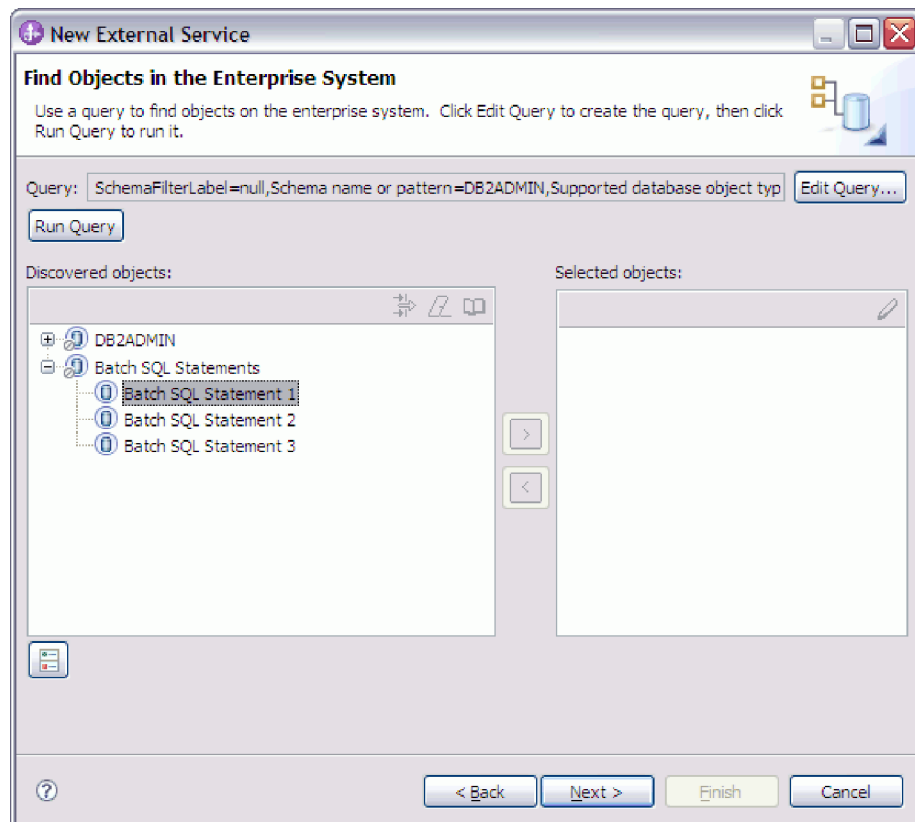 New External Service
Find Objects in the Enterprise System
Use a query to find objects on the enterprise system. Click Edit Query to create the query, then click
Run Query to run it.
Query: SchemaFilterLabel=null,Schema name or pattern=DB2ADMIN,Supported database object typ Edit Query...
Run Query
Discovered objects: Selected objects:
DB2ADMIN
Batch SQL Statements
Batch SQL Statement 1
Batch SQL Statement 2
Batch SQL Statement 3
>
<
? < Back Next > Finish Cancel